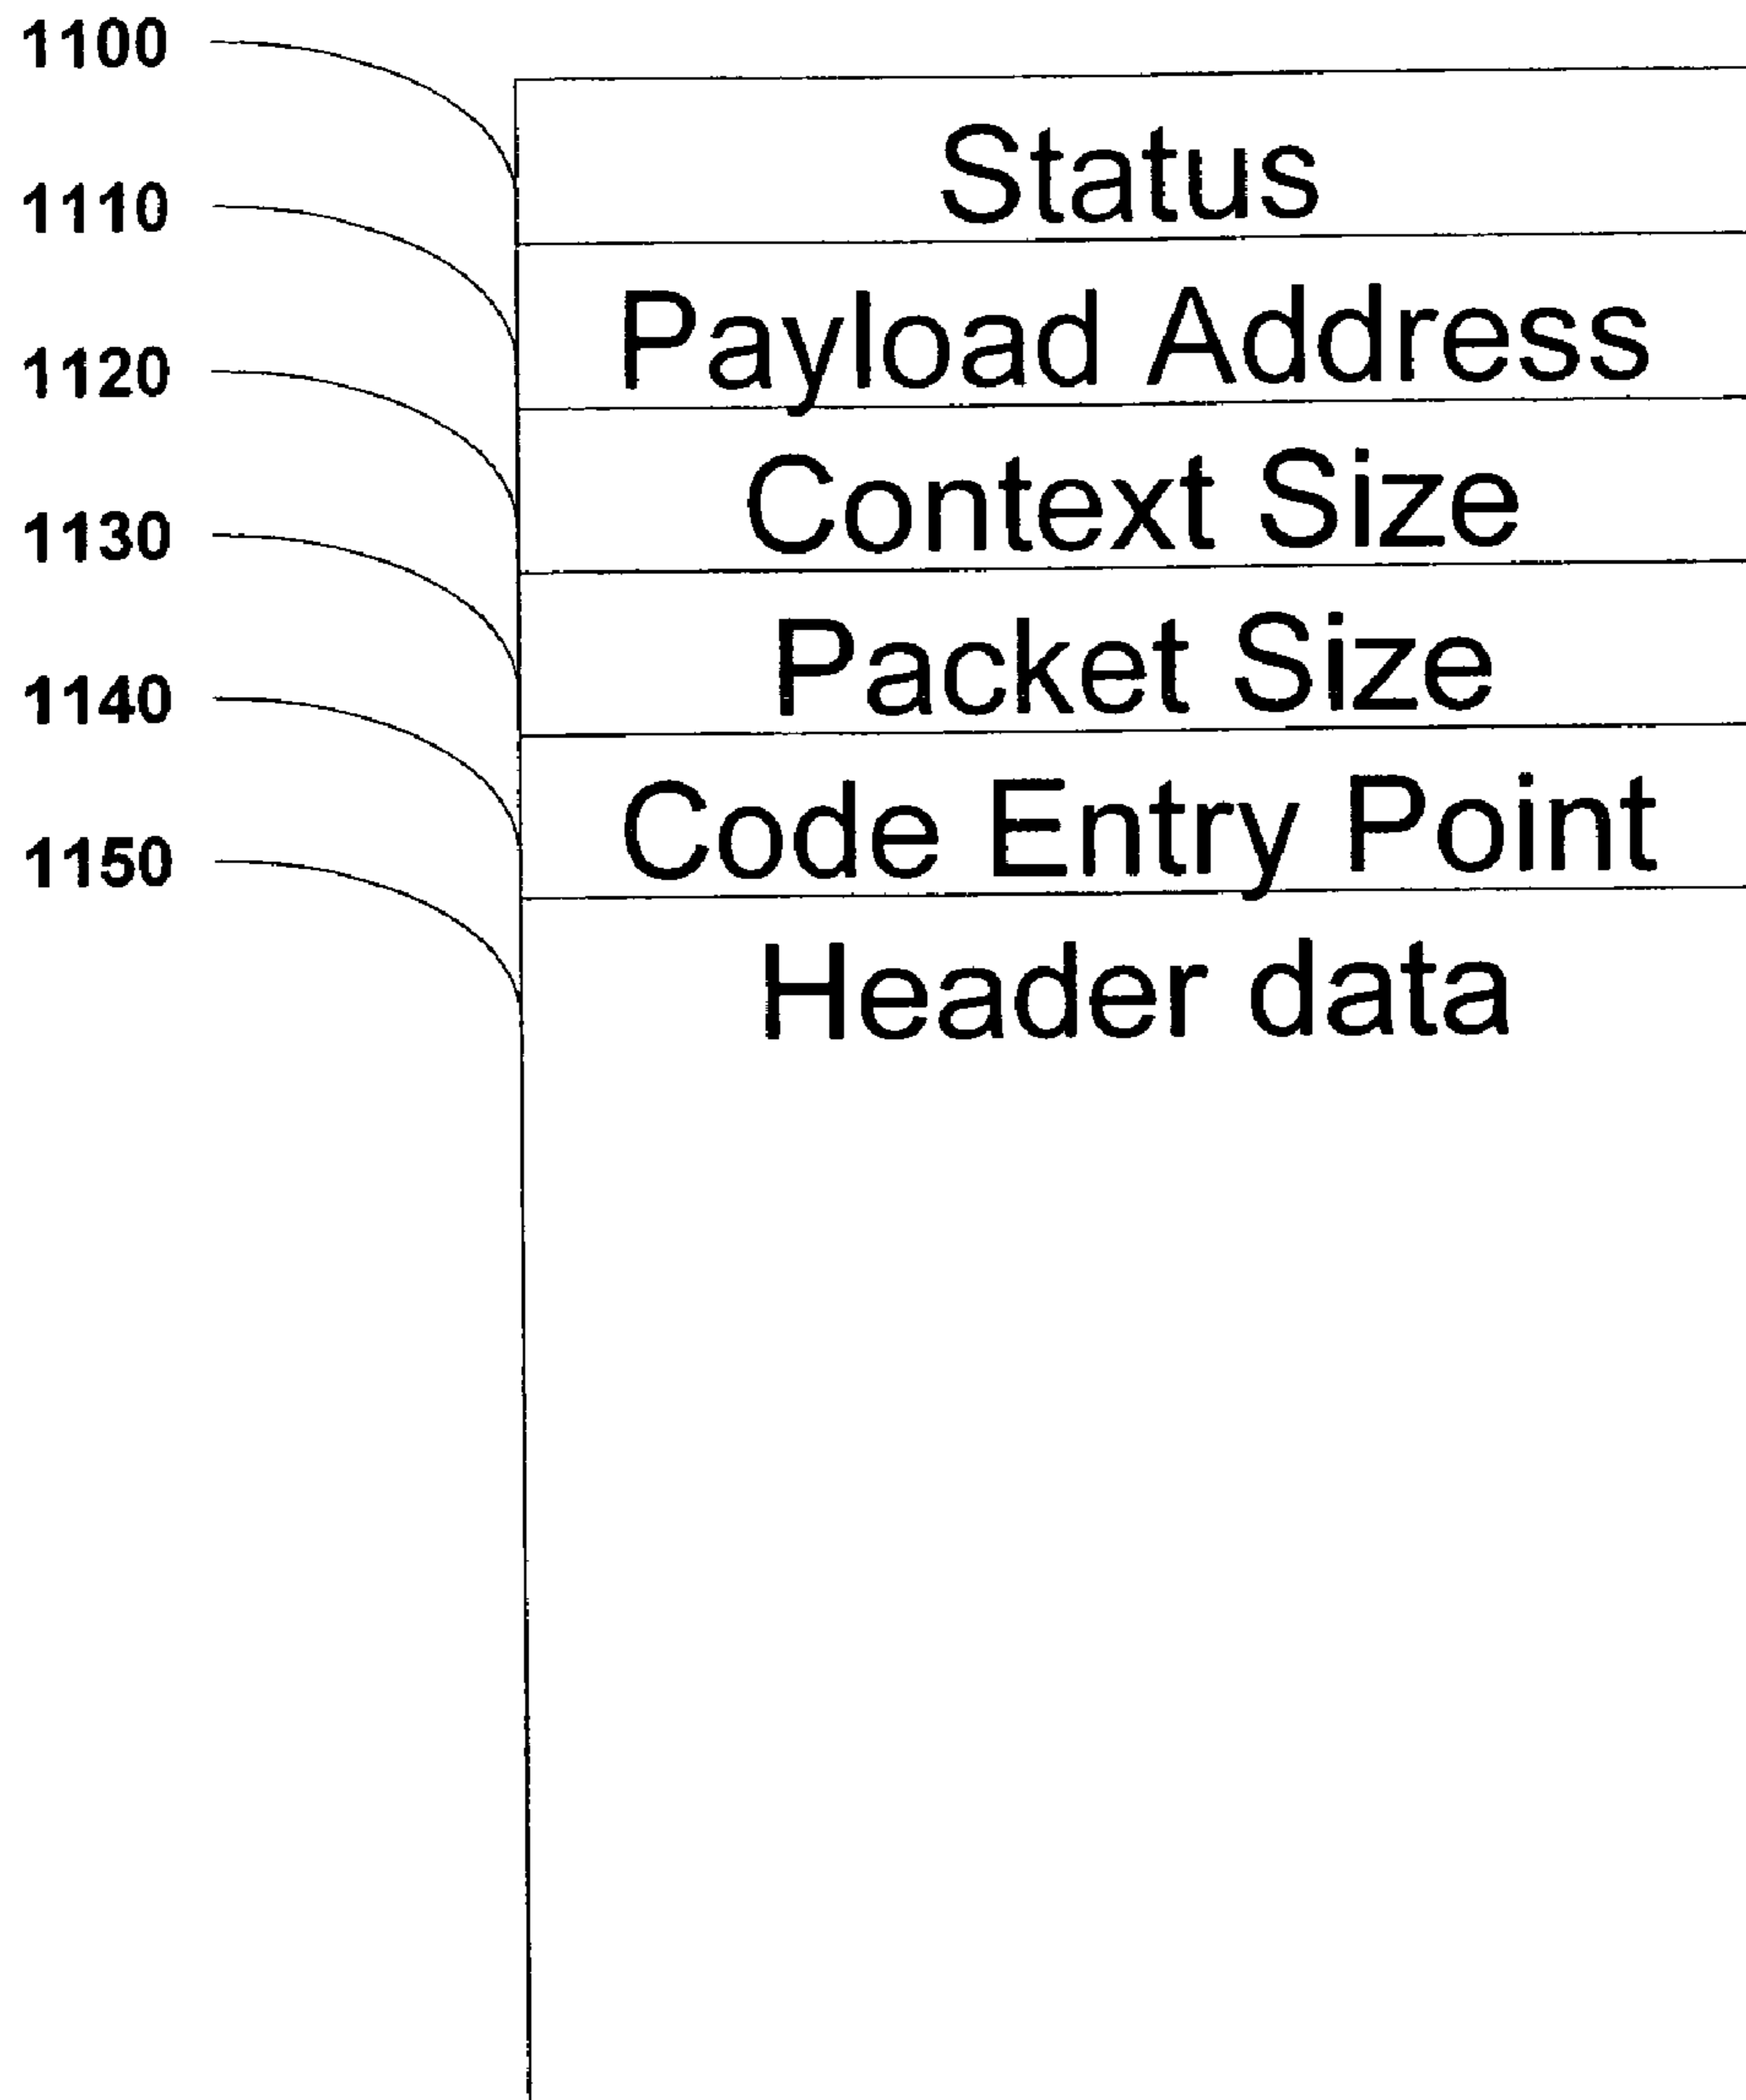 1100
Status
1110
Payload Address
1120
Context Size
1130
Packet Size
1140
Code Entry Point
1150
Header data